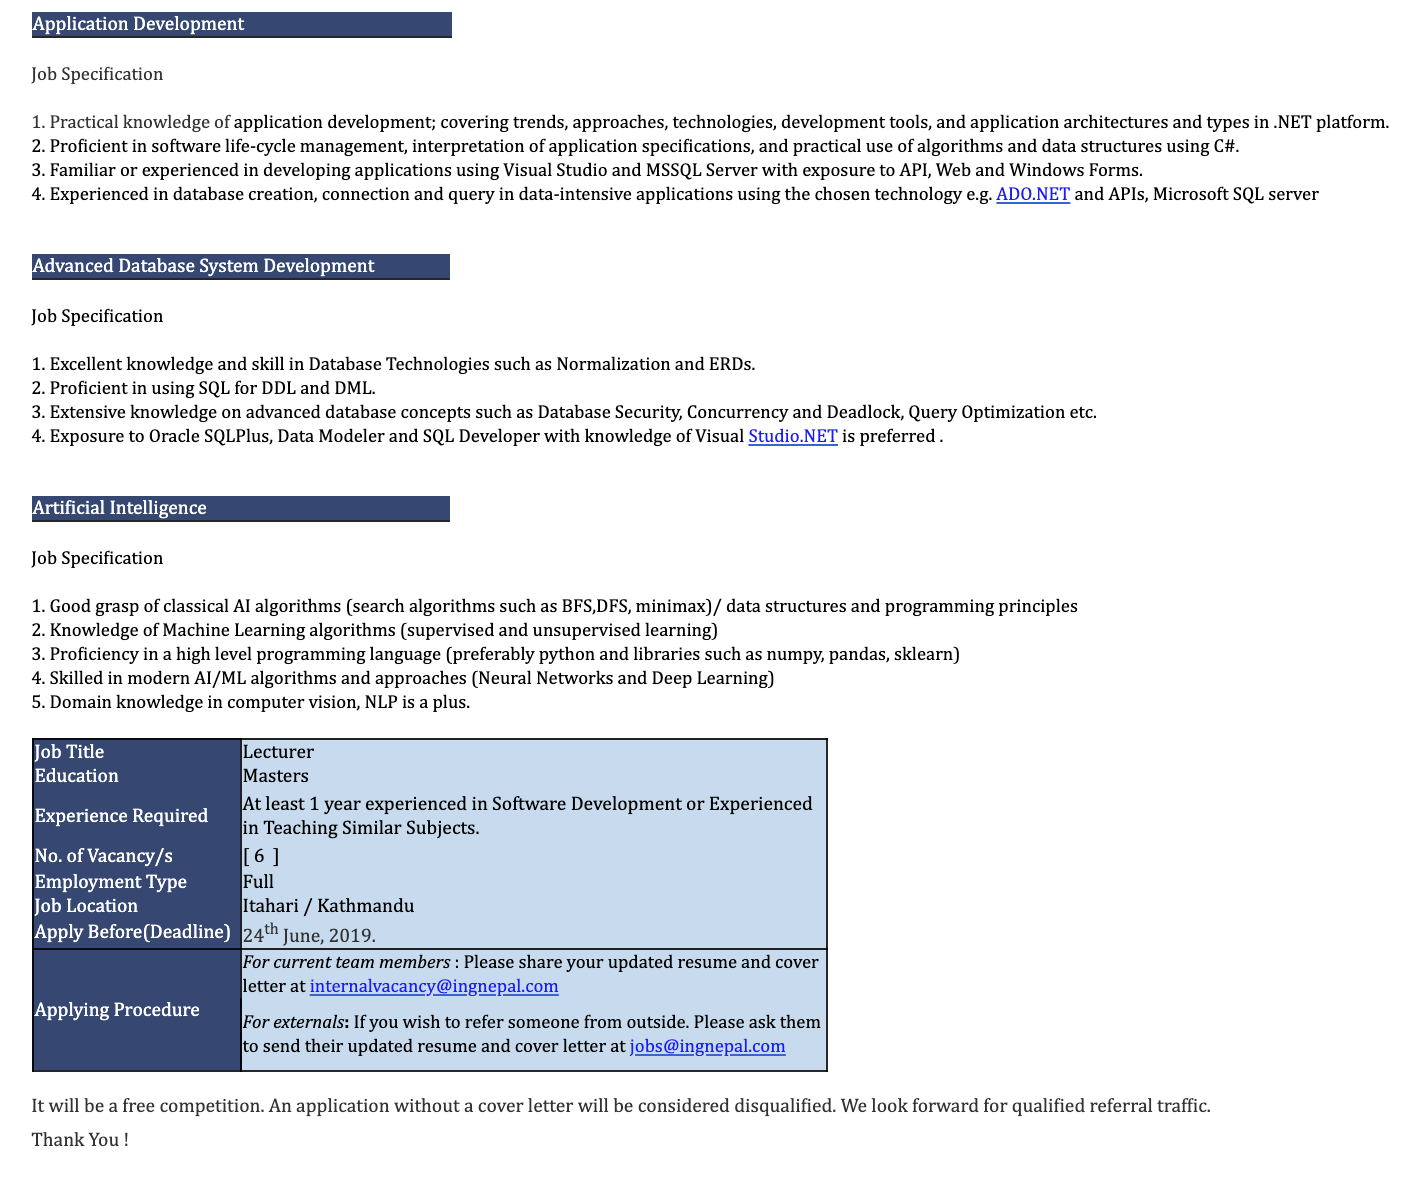 Application Development
Job Specification
1. Practical knowledge of application development; covering trends, approaches, technologies, development tools, and application architectures and types in .NET platform.
2. Proficient in software life-cycle management, interpretation of application specifications, and practical use of algorithms and data structures using C#.
3. Familiar or experienced in developing applications using Visual Studio and MSSQL Server with exposure to API, Web and Windows Forms.
4. Experienced in database creation, connection and query in data-intensive applications using the chosen technology e.g. ADO.NET and APIs, Microsoft SQL server
Advanced Database System Development
Job Specification
1. Excellent knowledge and skill in Database Technologies such as Normalization and ERDs.
2. Proficient in using SQL for DDL and DML.
3. Extensive knowledge on advanced database concepts such as Database Security, Concurrency and Deadlock, Query Optimization etc.
4. Exposure to Oracle SQLPlus, Data Modeler and SQL Developer with knowledge of Visual Studio.NET is preferred .
Artificial Intelligence
Job Specification
1. Good grasp of classical AI algorithms (search algorithms such as BFS,DFS, minimax)/ data structures and programming principles
2. Knowledge of Machine Learning algorithms (supervised and unsupervised learning)
3. Proficiency in a high level programming language (preferably python and libraries such as numpy, pandas, sklearn)
4. Skilled in modern AI/ML algorithms and approaches (Neural Networks and Deep Learning)
5. Domain knowledge in computer vision, NLP is a plus.
Job Title Lecturer
Education Masters
Experience Required At least 1 year experienced in Software Development or Experienced
in Teaching Similar Subjects.
No. of Vacancy/s [ 6 ]
Employment Type Full
Job Location Itahari / Kathmandu
Apply Before(Deadline) 24th June, 2019.
Applying Procedure For current team members : Please share your updated resume and cover
letter at internalvacancy@ingnepal.com
For externals: If you wish to refer someone from outside. Please ask them
to send their updated resume and cover letter at jobs@ingnepal.com
It will be a free competition. An application without a cover letter will be considered disqualified. We look forward for qualified referral traffic.
Thank You !